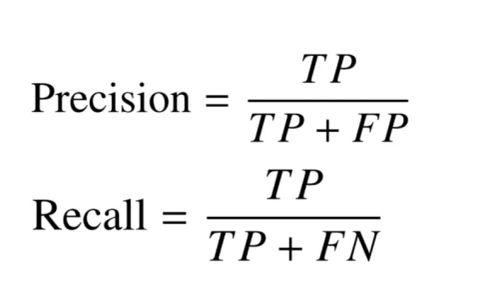 Precision = TP / TP + FP
Recall = TP / TP + FN